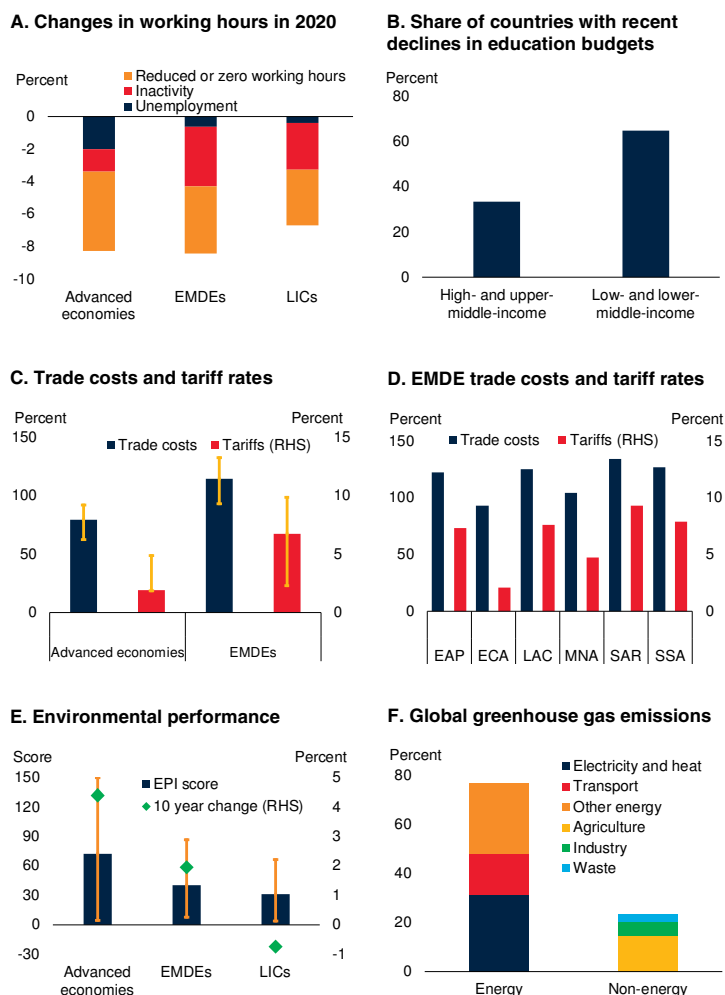 A. Changes in working hours in 2020
Percent
Reduced or zero working hours
Inactivity
Unemployment
0
-2
-4
-6
-8
-10
Advanced
economies
EMDEs
LICs
B. Share of countries with recent
declines in education budgets
Percent
80
60
40
20
0
High- and upper-
middle-income
Low- and lower-
middle-income
C. Trade costs and tariff rates
Percent
Percent
Trade costs
Tariffs (RHS)
150
100
50
0
15
10
5
0
Advanced economies
EMDEs
D. EMDE trade costs and tariff rates
Percent
Percent
Trade costs
Tariffs (RHS)
150
100
50
0
15
10
5
0
EAP
ECA
LAC
MNA
SAR
SSA
E. Environmental performance
Score
Percent
EPI score
10 year change (RHS)
150
120
90
60
30
0
-30
5
4
3
2
1
0
-1
Advanced
economies
EMDEs
LICs
F. Global greenhouse gas emissions
Percent
Electricity and heat
Transport
Other energy
Agriculture
Industry
Waste
80
60
40
20
0
Energy
Non-energy